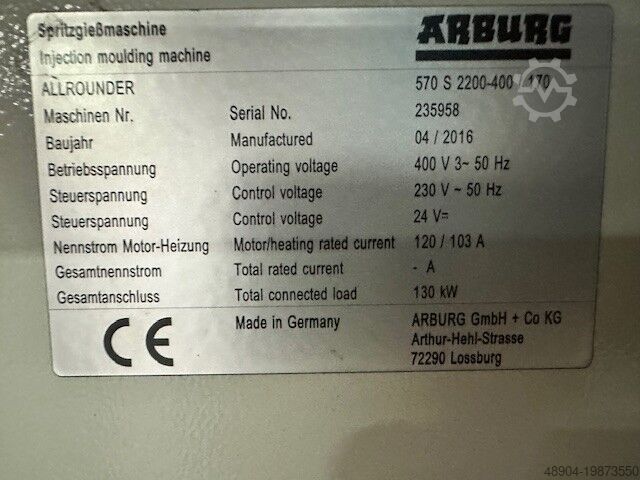 Spritzgießmaschine
Injection moulding machine
ARBURG
ALLROUNDER 570 S 2200-400 / 170
Maschinen Nr. Serial No. 235958
Baujahr Manufactured 04 / 2016
Betriebsspannung Operating voltage 400 V 3~ 50 Hz
Steuerspannung Control voltage 230 V ~ 50 Hz
Steuerspannung Control voltage 24 V=
Nennstrom Motor-Heizung Motor/heating rated current 120 / 103 A
Gesamtnennstrom Total rated current - A
Gesamtanschluss Total connected load 130 kW
CE
Made in Germany ARBURG GmbH + Co KG
Arthur-Hehl-Strasse
72290 Lossburg
48904-19873550